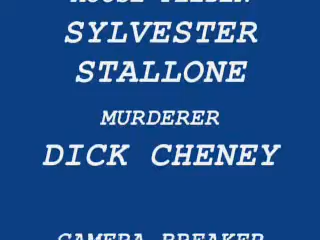 SYLVESTER
STALLONE
MURDERER
DICK CHENEY
CAMERA BREAKER